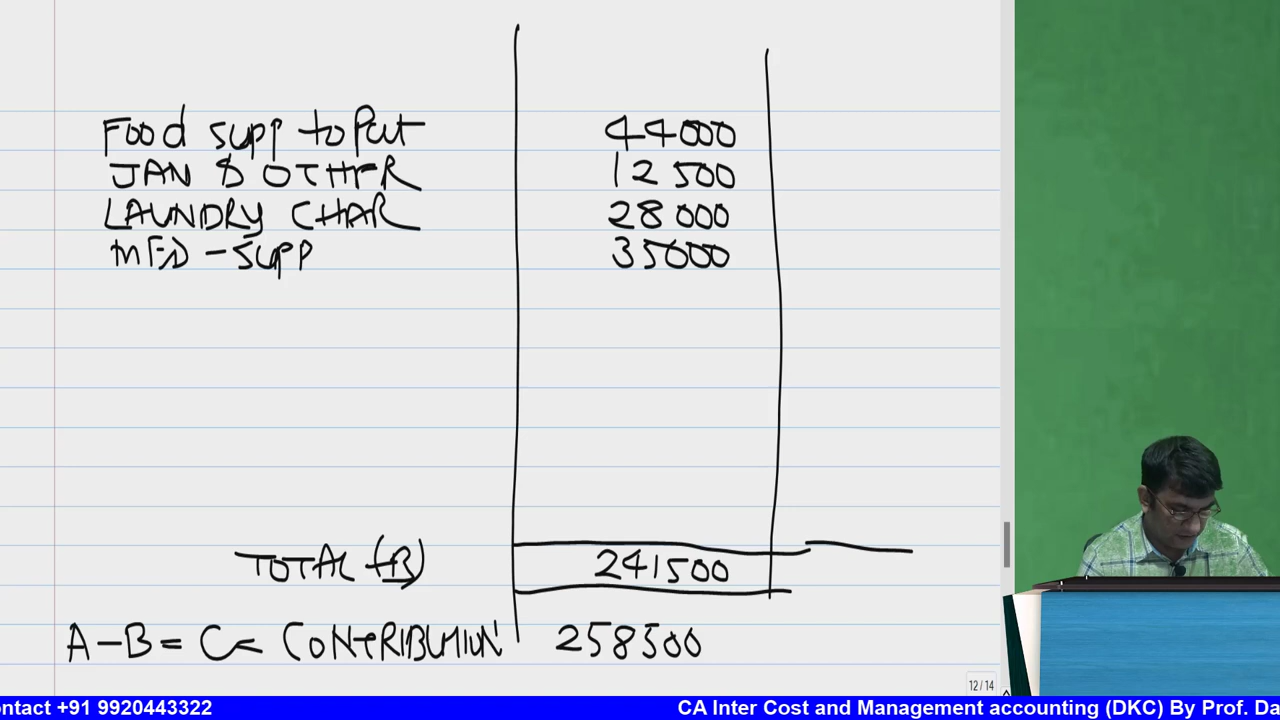 Food supp to Pat 44000
JAN & OTHER 12500
LAUNDRY CHAR 28000
MED - SUPP 35000
TOTAL (B) 241500
A-B = C = CONTRIBUTION 258500
12 / 14
ontact +91 9920443322 CA Inter Cost and Management accounting (DKC) By Prof. Da